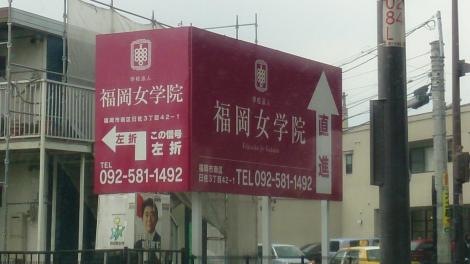 学校法人
福岡女学院
福岡市南区日佐3丁目42-1
左折
この信号
左折
TEL
092-581-1492
学校法人
福岡女学院
直進
福岡市南区
日佐3丁目42-1
TEL 092-581-1492